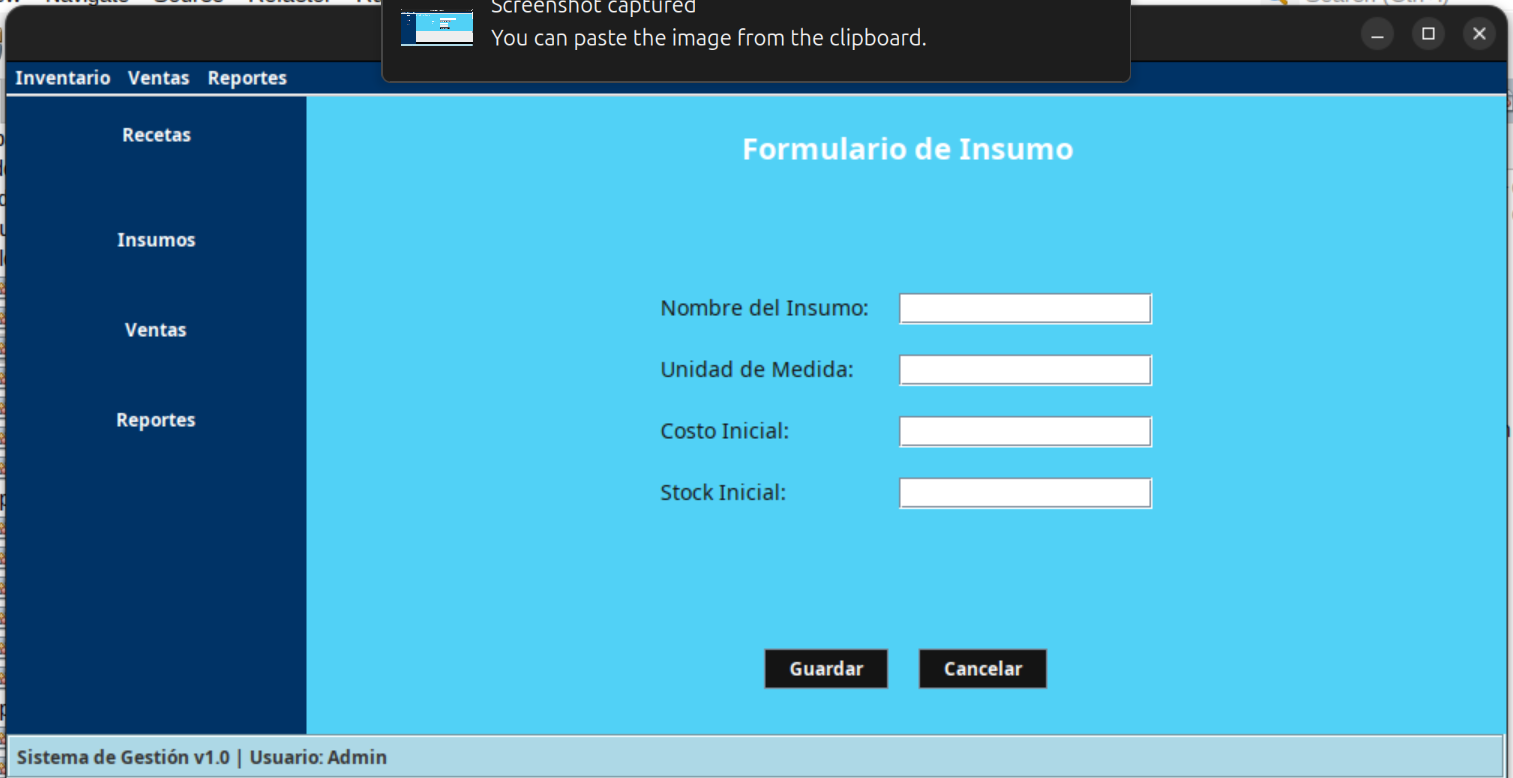 Screenshot captured
You can paste the image from the clipboard.
Inventario Ventas Reportes
Recetas
Insumos
Ventas
Reportes
Formulario de Insumo
Nombre del Insumo:
Unidad de Medida:
Costo Inicial:
Stock Inicial:
Guardar Cancelar
Sistema de Gestión v1.0 | Usuario: Admin